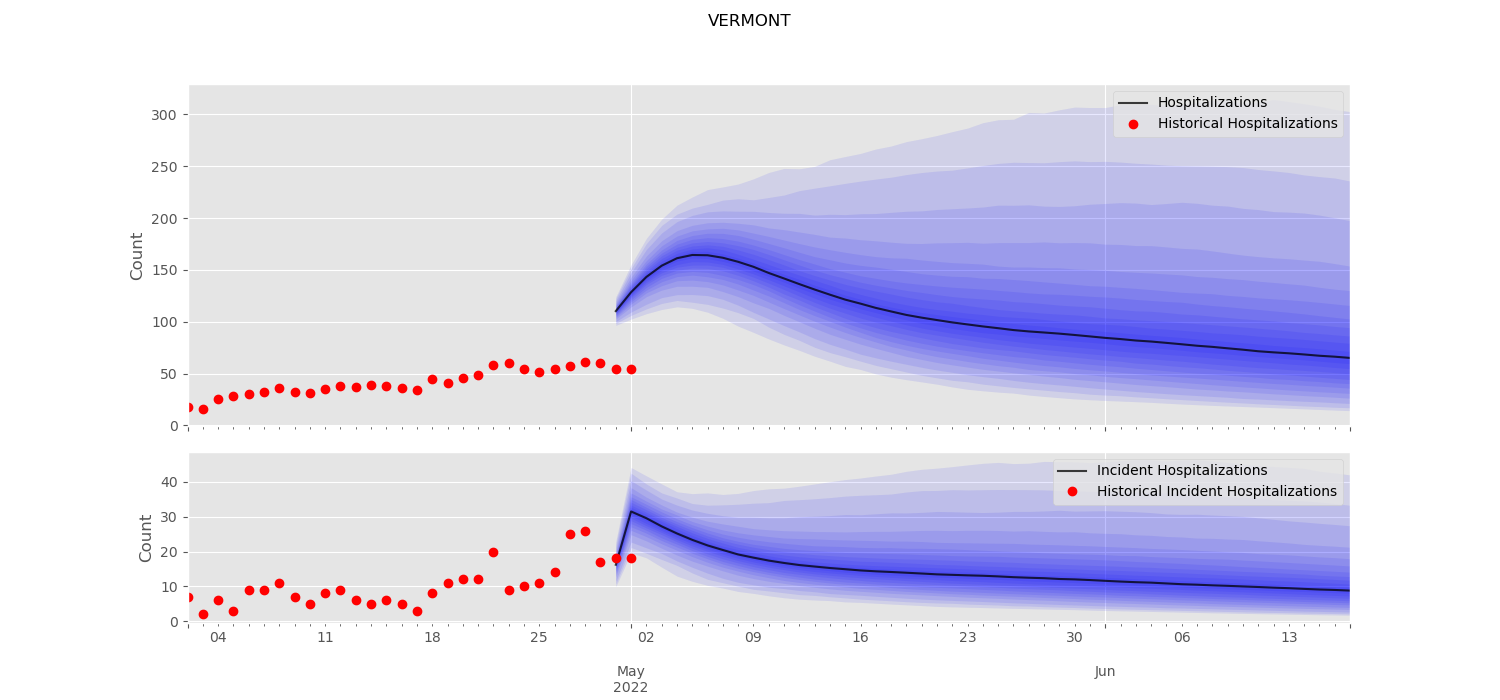 VERMONT
300
250
200
150
100
50
0
Count
Hospitalizations
Historical Hospitalizations
40
30
20
10
0
Count
Incident Hospitalizations
Historical Incident Hospitalizations
04 11 18 25 02 09 16 23 30 06 13
May Jun
2022